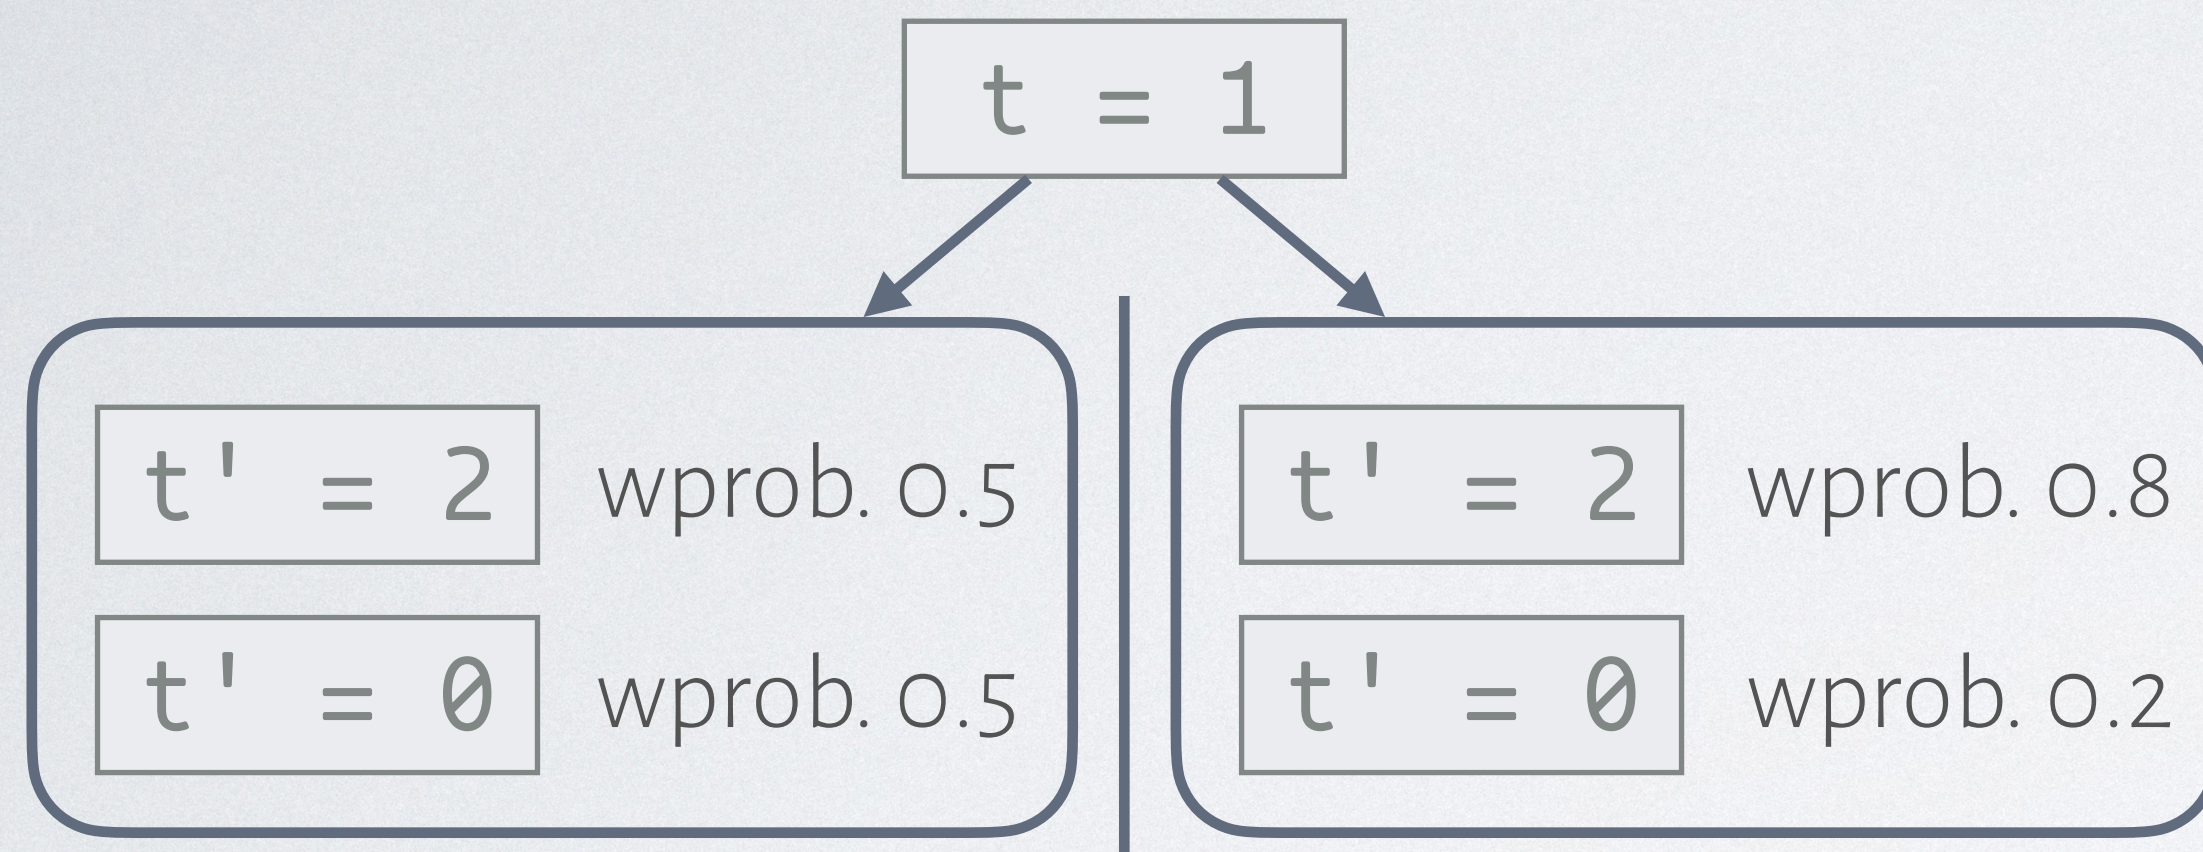 t = 1
t' = 2 wprob. 0.5
t' = 0 wprob. 0.5
t' = 2 wprob. 0.8
t' = 0 wprob. 0.2